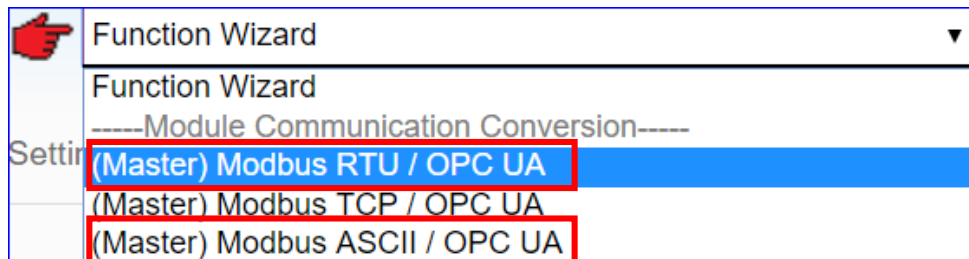 Function Wizard ▼
Function Wizard
-----Module Communication Conversion-----
Settin
(Master) Modbus RTU / OPC UA
(Master) Modbus TCP / OPC UA
(Master) Modbus ASCII / OPC UA